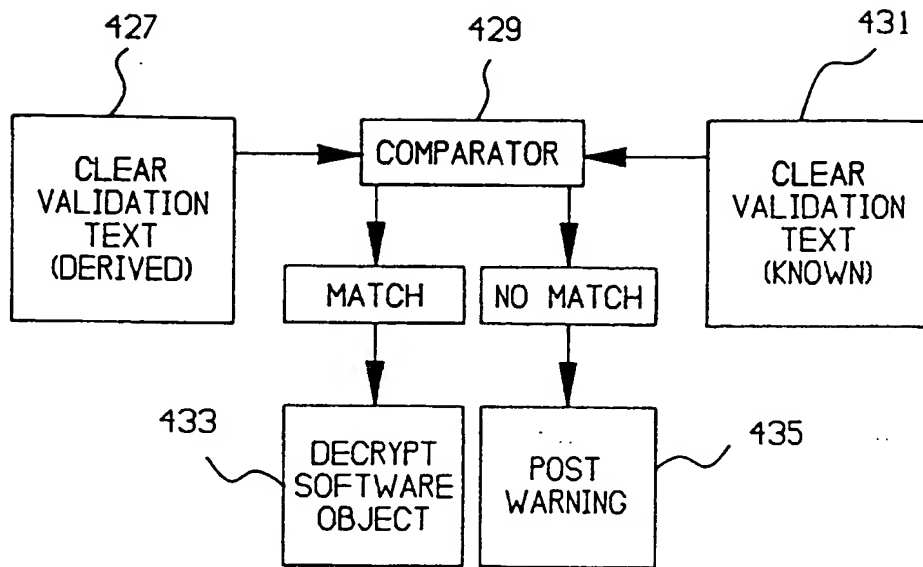 427
429
431
CLEAR
VALIDATION
TEXT
(DERIVED)
COMPARATOR
CLEAR
VALIDATION
TEXT
(KNOWN)
MATCH
NO MATCH
433
DECRYPT
SOFTWARE
OBJECT
POST
WARNING
435